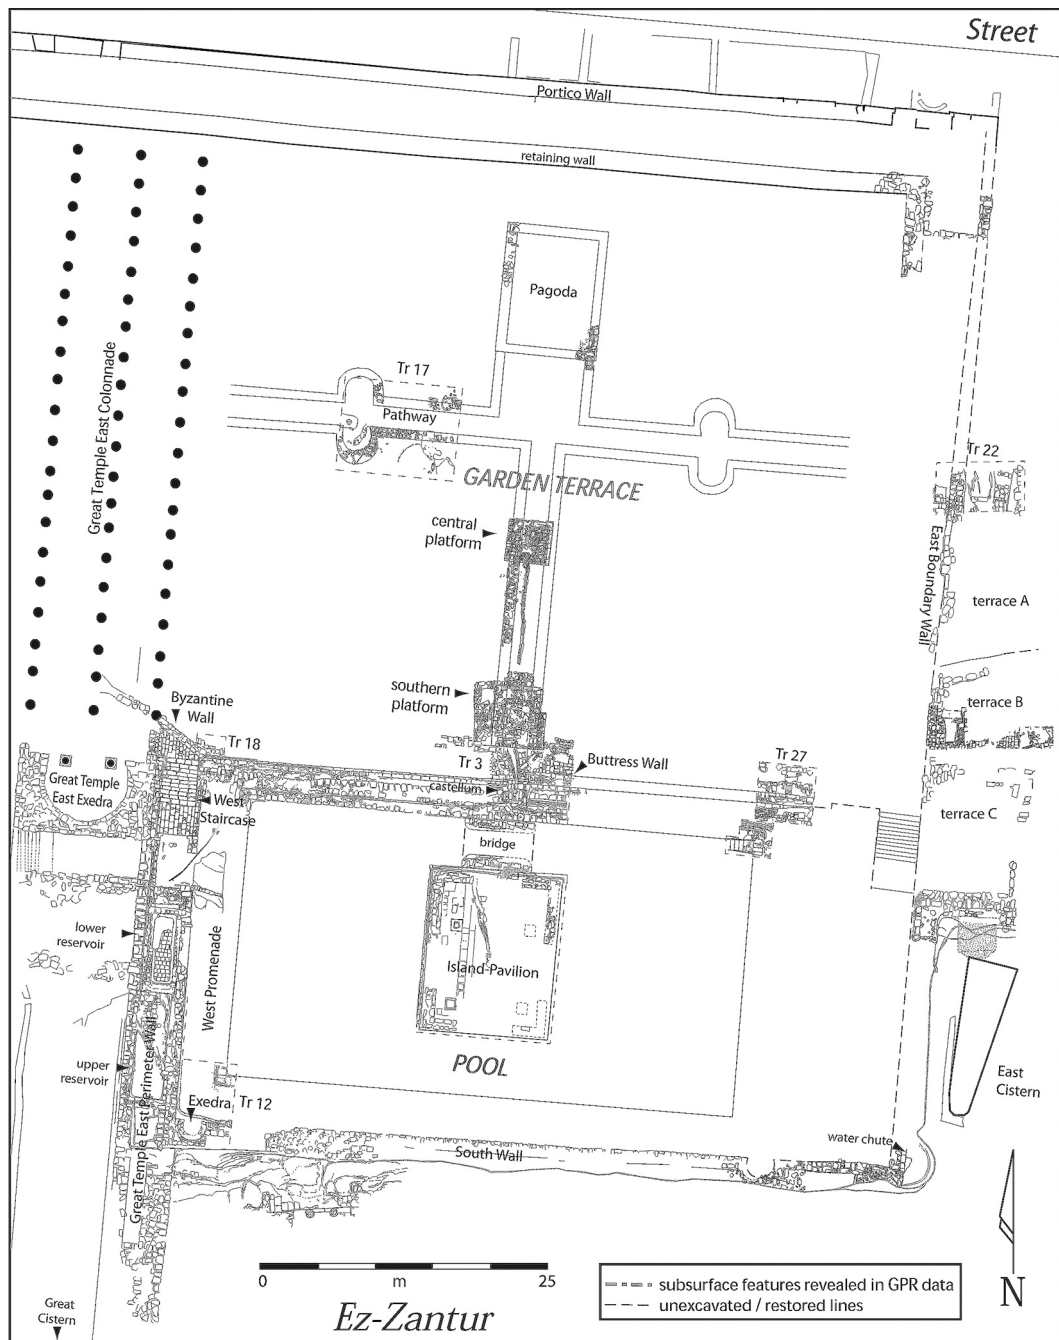 Street
Portico Wall
retaining wall
Pagoda
Great Temple East Colonnade
Tr 17
Pathway
Tr 22
GARDEN TERRACE
central
platform
East Boundary Wall
terrace A
southern
platform
terrace B
Byzantine
Wall
Tr 18
Tr 3
Buttress Wall
Tr 27
Great Temple
East Exedra
castellum
West
Staircase
terrace C
bridge
lower
reservoir
West Promenade
Island-Pavilion
POOL
upper
reservoir
Great Temple East Perimeter Wall
East
Cistern
Exedra
Tr 12
water chute
South Wall
0
m
25
subsurface features revealed in GPR data
unexcavated / restored lines
N
Great
Cistern
Ez-Zantur